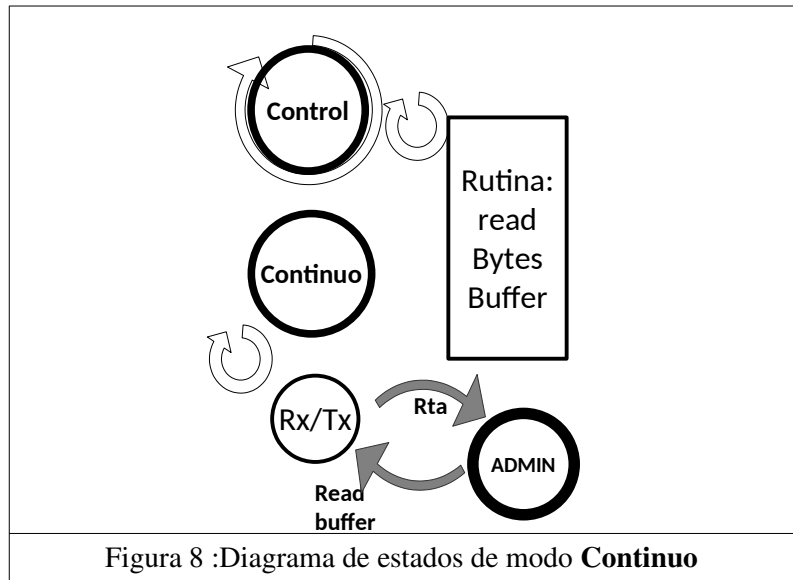 Control
Rutina:
read
Bytes
Buffer
Continuo
Rx/Tx
Rta
ADMIN
Read
buffer
Figura 8 :Diagrama de estados de modo Continuo